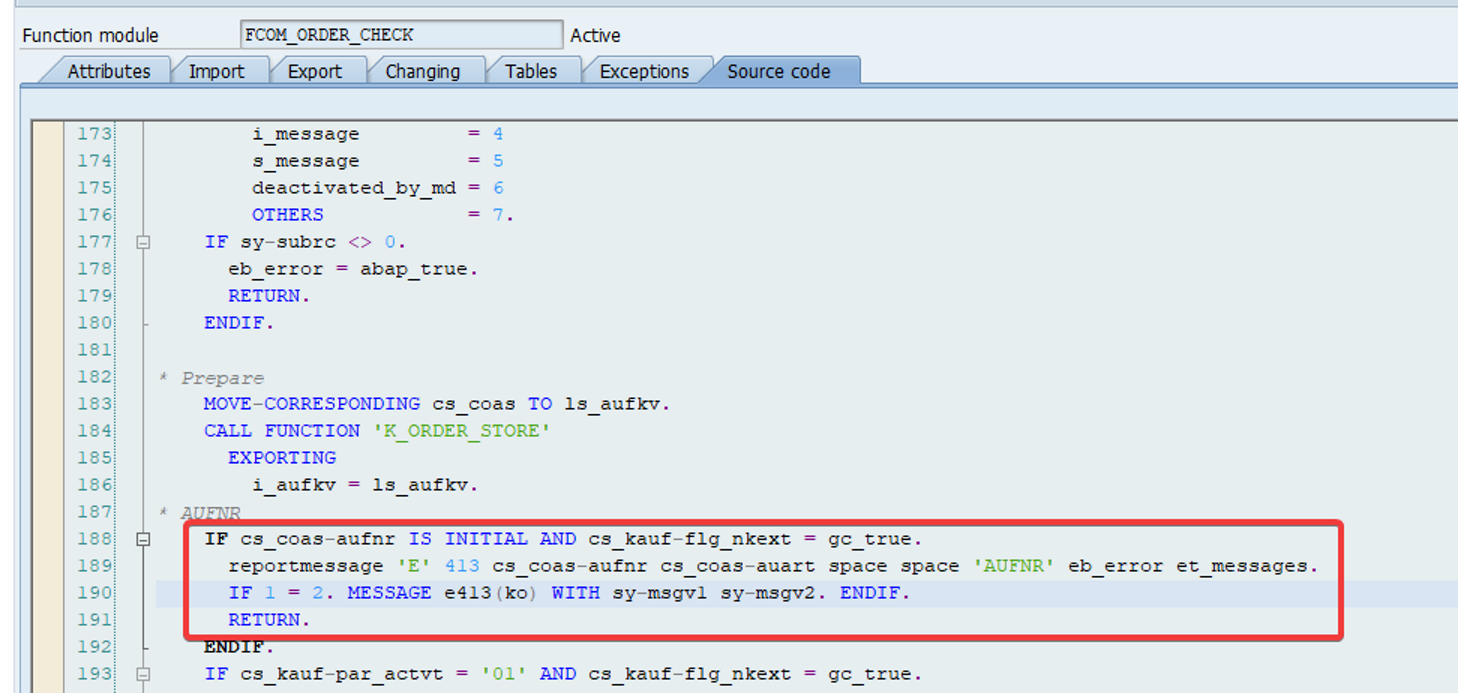 Function module FCOM_ORDER_CHECK Active
Attributes Import Export Changing Tables Exceptions Source code
173 i_message = 4
174 s_message = 5
175 deactivated_by_md = 6
176 OTHERS = 7.
177 IF sy-subrc <> 0.
178 eb_error = abap_true.
179 RETURN.
180 ENDIF.
181
182 * Prepare
183 MOVE-CORRESPONDING cs_coas TO ls_aufkv.
184 CALL FUNCTION 'K_ORDER_STORE'
185 EXPORTING
186 i_aufkv = ls_aufkv.
187 * AUFNR
188 IF cs_coas-aufnr IS INITIAL AND cs_kauf-flg_nkext = gc_true.
189 reportmessage 'E' 413 cs_coas-aufnr cs_coas-auart space space 'AUFNR' eb_error et_messages.
190 IF 1 = 2. MESSAGE e413(ko) WITH sy-msgv1 sy-msgv2. ENDIF.
191 RETURN.
192 ENDIF.
193 IF cs_kauf-par_actvt = '01' AND cs_kauf-flg_nkext = gc_true.